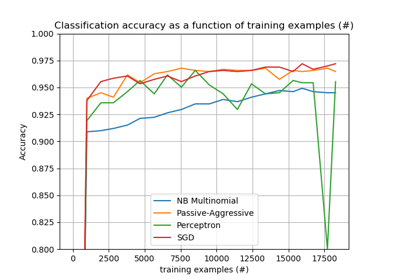 Classification accuracy as a function of training examples (#)
1.000
0.975
0.950
0.925
0.900
0.875
0.850
0.825
0.800
Accuracy
NB Multinomial
Passive-Aggressive
Perceptron
SGD
0 2500 5000 7500 10000 12500 15000 17500
training examples (#)